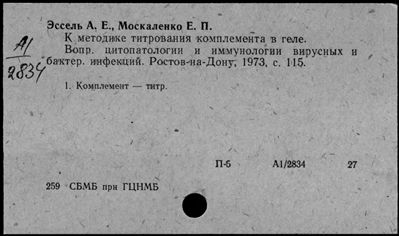 Эссель А. Е., Москаленко Е. П.
К методике титрования комплемента в геле.
Вопр. цитопатологии и иммунологии вирусных и
бактер. инфекций. Ростов-на-Дону, 1973, с. 115.
А1
2834
1. Комплемент — титр.
П-5 А1/2834 27
259 СБМБ при ГЦНМБ